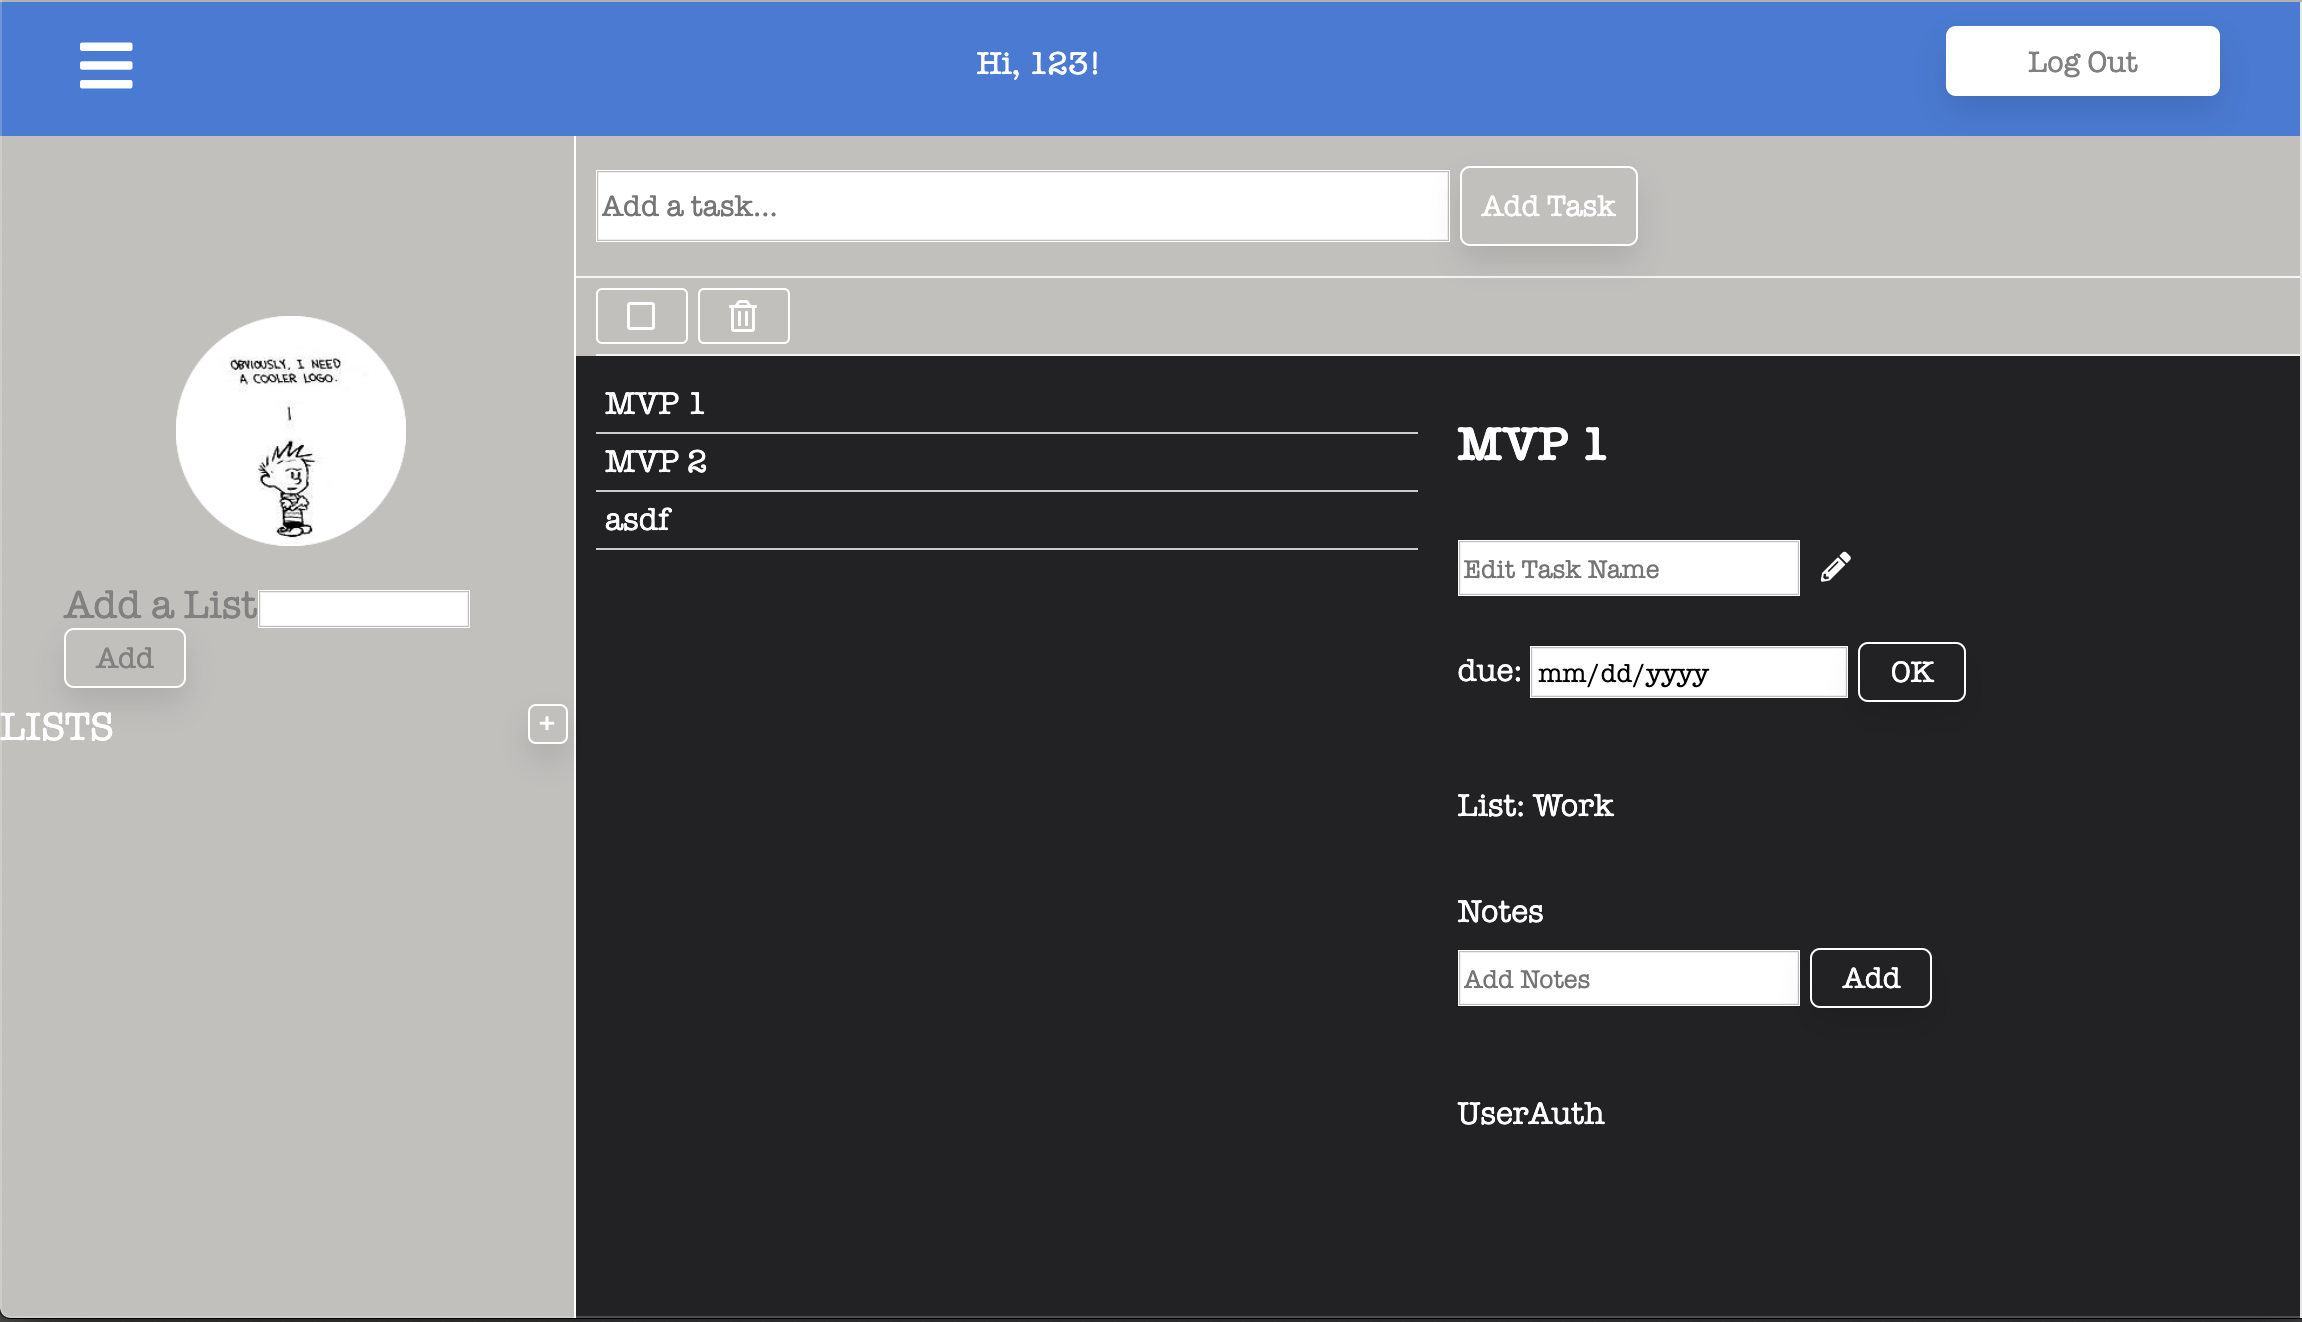 Hi, 123!
Log Out
Add a task...
Add Task
OBVIOUSLY, I NEED
A COOLER LOGO.
Add a List
Add
LISTS
+
MVP 1
MVP 2
asdf
MVP 1
Edit Task Name
due: mm/dd/yyyy OK
List: Work
Notes
Add Notes
Add
UserAuth